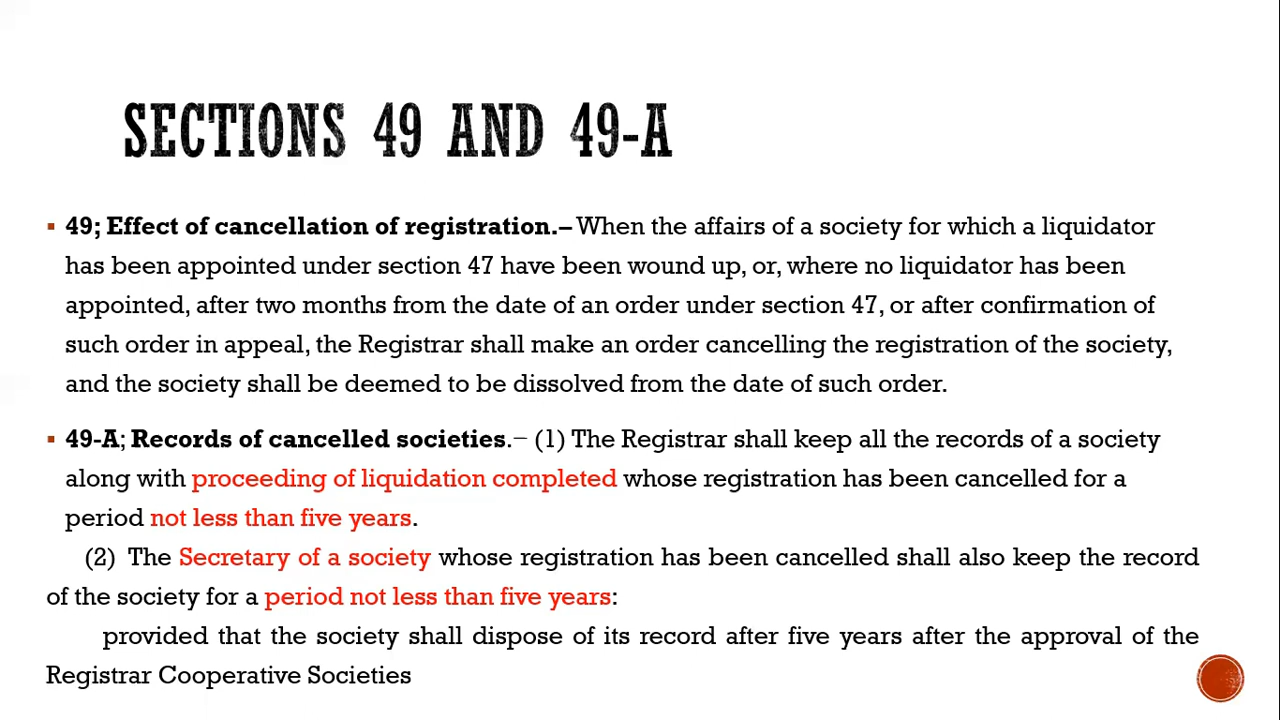 SECTIONS 49 AND 49-A
▪ 49; Effect of cancellation of registration.– When the affairs of a society for which a liquidator
has been appointed under section 47 have been wound up, or, where no liquidator has been
appointed, after two months from the date of an order under section 47, or after confirmation of
such order in appeal, the Registrar shall make an order cancelling the registration of the society,
and the society shall be deemed to be dissolved from the date of such order.
▪ 49-A; Records of cancelled societies.– (1) The Registrar shall keep all the records of a society
along with proceeding of liquidation completed whose registration has been cancelled for a
period not less than five years.
(2) The Secretary of a society whose registration has been cancelled shall also keep the record
of the society for a period not less than five years:
provided that the society shall dispose of its record after five years after the approval of the
Registrar Cooperative Societies